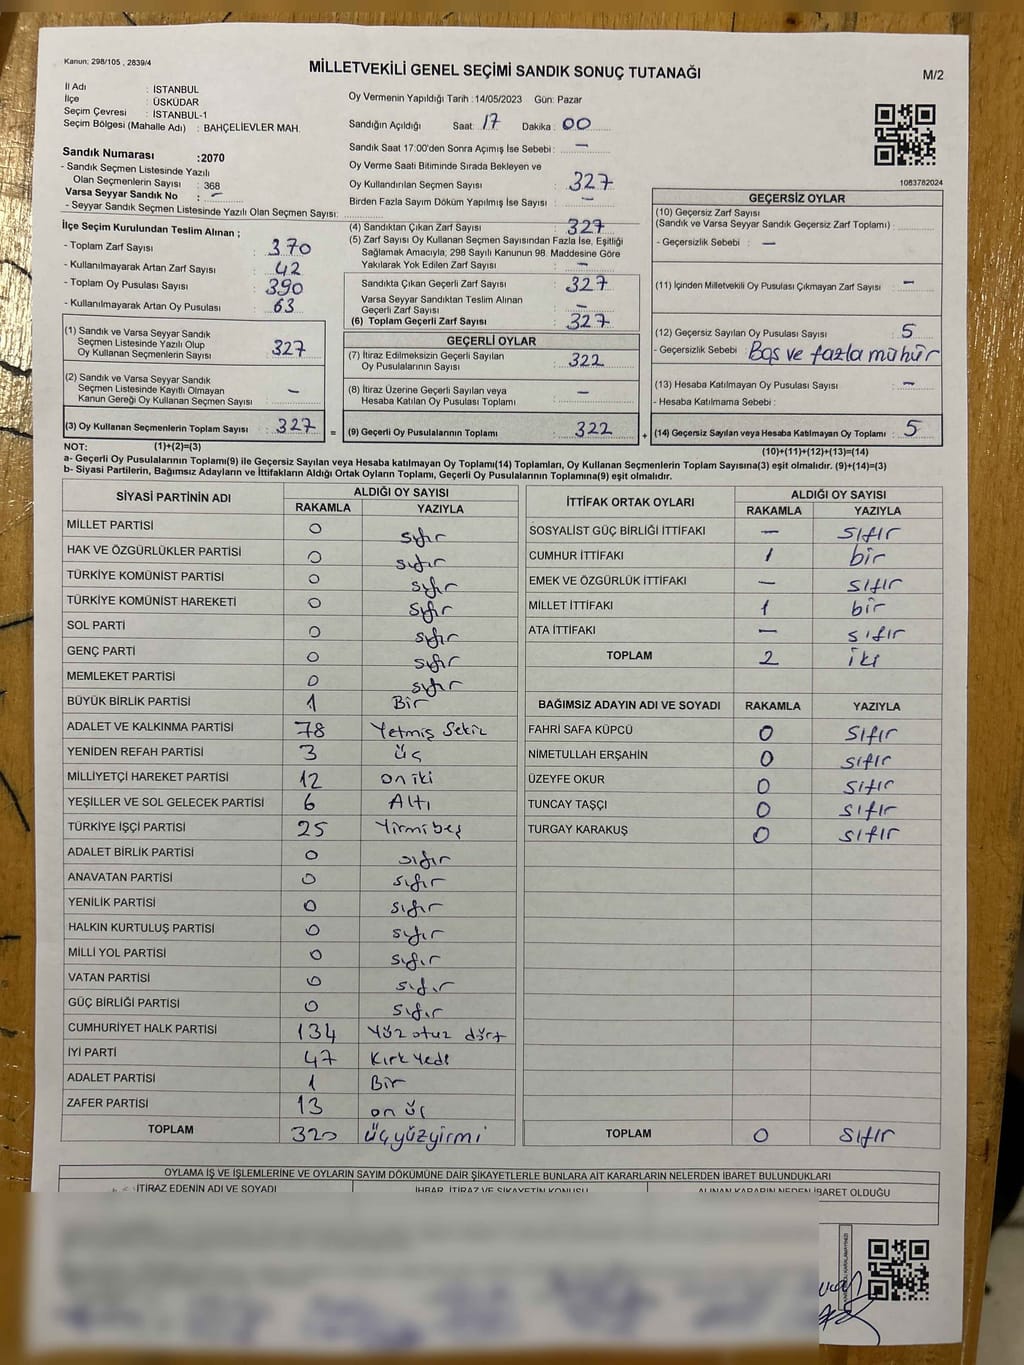 Kanun; 298/105 , 2839/4
MİLLETVEKİLİ GENEL SEÇİMİ SANDIK SONUÇ TUTANAĞI
M/2
İl Adı : İSTANBUL
İlçe : ÜSKÜDAR
Seçim Çevresi : İSTANBUL-1
Seçim Bölgesi (Mahalle Adı) : BAHÇELİEVLER MAH.
Sandık Numarası :2070
- Sandık Seçmen Listesinde Yazılı
Olan Seçmenlerin Sayısı : 368
Varsa Seyyar Sandık No : –
- Seyyar Sandık Seçmen Listesinde Yazılı Olan Seçmen Sayısı:
Oy Vermenin Yapıldığı Tarih :14/05/2023 Gün: Pazar
Sandığın Açıldığı Saat: 17 Dakika : 00
Sandık Saat 17:00'den Sonra Açımış İse Sebebi : –
Oy Verme Saati Bitiminde Sırada Bekleyen ve
Oy Kullandırılan Seçmen Sayısı : 327
Birden Fazla Sayım Döküm Yapılmış İse Sayısı : –
1083782024
İlçe Seçim Kurulundan Teslim Alınan ;
- Toplam Zarf Sayısı : 370
- Kullanılmayarak Artan Zarf Sayısı : 42
- Toplam Oy Pusulası Sayısı : 390
- Kullanılmayarak Artan Oy Pusulası : 63
(1) Sandık ve Varsa Seyyar Sandık
Seçmen Listesinde Yazılı Olup
Oy Kullanan Seçmenlerin Sayısı : 327
(2) Sandık ve Varsa Seyyar Sandık
Seçmen Listesinde Kayıtlı Olmayan
Kanun Gereği Oy Kullanan Seçmen Sayısı : –
(3) Oy Kullanan Seçmenlerin Toplam Sayısı : 327 =
(4) Sandıktan Çıkan Zarf Sayısı : 327
(5) Zarf Sayısı Oy Kullanan Seçmen Sayısından Fazla İse, Eşitliği
Sağlamak Amacıyla, 298 Sayılı Kanunun 98. Maddesine Göre
Yakılarak Yok Edilen Zarf Sayısı : –
Sandıkta Çıkan Geçerli Zarf Sayısı : 327
Varsa Seyyar Sandıktan Teslim Alınan
Geçerli Zarf Sayısı : –
(6) Toplam Geçerli Zarf Sayısı : 327
GEÇERLİ OYLAR
(7) İtiraz Edilmeksizin Geçerli Sayılan
Oy Pusulalarının Sayısı : 322
(8) İtiraz Üzerine Geçerli Sayılan veya
Hesaba Katılan Oy Pusulası Toplamı : –
(9) Geçerli Oy Pusulalarının Toplamı : 322 +
GEÇERSİZ OYLAR
(10) Geçersiz Zarf Sayısı
(Sandık ve Varsa Seyyar Sandık Geçersiz Zarf Toplamı) :
- Geçersizlik Sebebi : –
(11) İçinden Milletvekili Oy Pusulası Çıkmayan Zarf Sayısı : –
(12) Geçersiz Sayılan Oy Pusulası Sayısı : 5
- Geçersizlik Sebebi : Boş ve fazla mühür
(13) Hesaba Katılmayan Oy Pusulası Sayısı : –
- Hesaba Katılmama Sebebi :
(14) Geçersiz Sayılan veya Hesaba Katılmayan Oy Pusulası Toplamı : 5
NOT: (1)+(2)=(3) (10)+(11)+(12)+(13)=(14)
a- Geçerli Oy Pusulalarının Toplamı(9) ile Geçersiz Sayılan veya Hesaba katılmayan Oy Toplamı(14) Toplamları, Oy Kullanan Seçmenlerin Toplam Sayısına(3) eşit olmalıdır. (9)+(14)=(3)
b- Siyasi Partilerin, Bağımsız Adayların ve İttifakların Aldığı Ortak Oyların Toplamı, Geçerli Oy Pusulalarının Toplamına(9) eşit olmalıdır.
SİYASİ PARTİNİN ADI ALDIĞI OY SAYISI
RAKAMLA YAZIYLA
MİLLET PARTİSİ 0 sıfır
HAK VE ÖZGÜRLÜKLER PARTİSİ 0 sıfır
TÜRKİYE KOMÜNİST PARTİSİ 0 sıfır
TÜRKİYE KOMÜNİST HAREKETİ 0 sıfır
SOL PARTİ 0 sıfır
GENÇ PARTİ 0 sıfır
MEMLEKET PARTİSİ 0 sıfır
BÜYÜK BİRLİK PARTİSİ 1 Bir
ADALET VE KALKINMA PARTİSİ 78 Yetmiş Sekiz
YENİDEN REFAH PARTİSİ 3 üç
MİLLİYETÇİ HAREKET PARTİSİ 12 on iki
YEŞİLLER VE SOL GELECEK PARTİSİ 6 Altı
TÜRKİYE İŞÇİ PARTİSİ 25 Yirmibeş
ADALET BİRLİK PARTİSİ 0 sıfır
ANAVATAN PARTİSİ 0 sıfır
YENİLİK PARTİSİ 0 sıfır
HALKIN KURTULUŞ PARTİSİ 0 sıfır
MİLLİ YOL PARTİSİ 0 sıfır
VATAN PARTİSİ 0 sıfır
GÜÇ BİRLİĞİ PARTİSİ 0 sıfır
CUMHURİYET HALK PARTİSİ 134 Yüz otuz dört
İYİ PARTİ 47 Kırk Yedi
ADALET PARTİSİ 1 Bir
ZAFER PARTİSİ 13 on üç
TOPLAM 320 üçyüzyirmi
İTTİFAK ORTAK OYLARI ALDIĞI OY SAYISI
RAKAMLA YAZIYLA
SOSYALİST GÜÇ BİRLİĞİ İTTİFAKI – sıfır
CUMHUR İTTİFAKI 1 bir
EMEK VE ÖZGÜRLÜK İTTİFAKI – sıfır
MİLLET İTTİFAKI 1 bir
ATA İTTİFAKI – sıfır
TOPLAM 2 iki
BAĞIMSIZ ADAYIN ADI VE SOYADI RAKAMLA YAZIYLA
FAHRİ SAFA KÜPCÜ 0 sıfır
NİMETULLAH ERŞAHİN 0 sıfır
ÜZEYFE OKUR 0 sıfır
TUNCAY TAŞÇI 0 sıfır
TURGAY KARAKUŞ 0 sıfır
TOPLAM 0 sıfır
OYLAMA İŞ VE İŞLEMLERİNE VE OYLARIN SAYIM DÖKÜMÜNE DAİR ŞİKAYETLERLE BUNLARA AİT KARARLARIN NELERDEN İBARET BULUNDUKLARI
İTİRAZ EDENİN ADI VE SOYADI İHBAR, İTİRAZ VE ŞİKAYETİN KONUSU ALINAN KARARIN NEDEN İBARET OLDUĞU